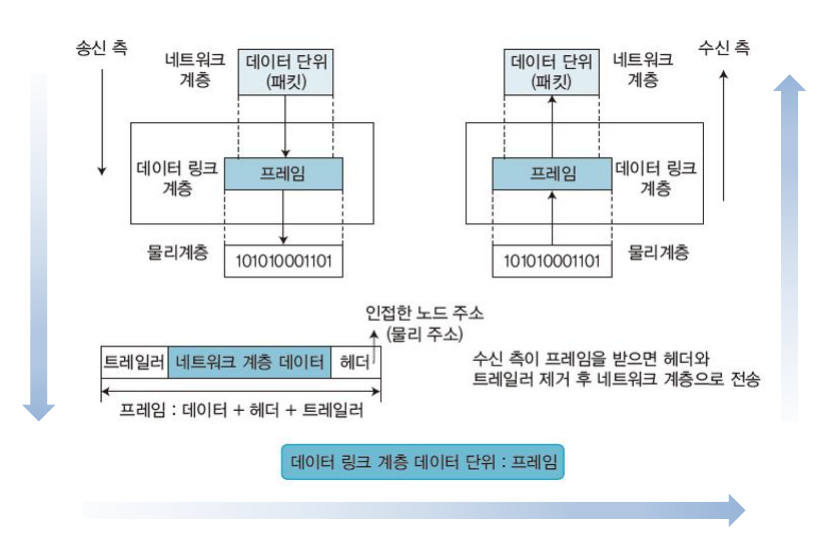 송신 측
네트워크
계층
데이터 단위
(패킷)
데이터 링크
계층
프레임
물리계층
101010001101
수신 측
데이터 단위
(패킷)
네트워크
계층
프레임
데이터 링크
계층
101010001101
물리계층
인접한 노드 주소
(물리 주소)
트레일러 네트워크 계층 데이터 헤더
프레임 : 데이터 + 헤더 + 트레일러
수신 측이 프레임을 받으면 헤더와
트레일러 제거 후 네트워크 계층으로 전송
데이터 링크 계층 데이터 단위 : 프레임